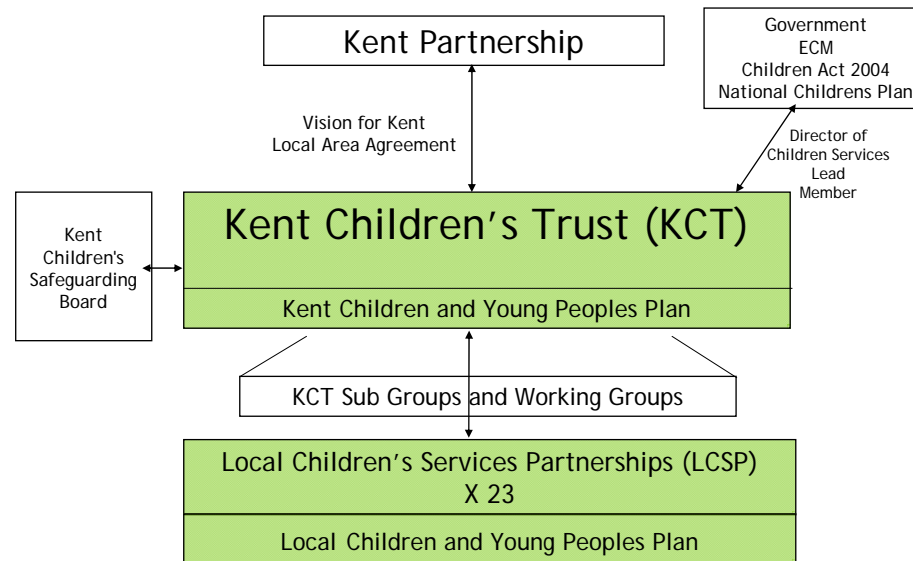 Kent Partnership
Government
ECM
Children Act 2004
National Childrens Plan
Vision for Kent
Local Area Agreement
Director of
Children Services
Lead
Member
Kent
Children's
Safeguarding
Board
Kent Children's Trust (KCT)
Kent Children and Young Peoples Plan
KCT Sub Groups and Working Groups
Local Children's Services Partnerships (LCSP)
X 23
Local Children and Young Peoples Plan